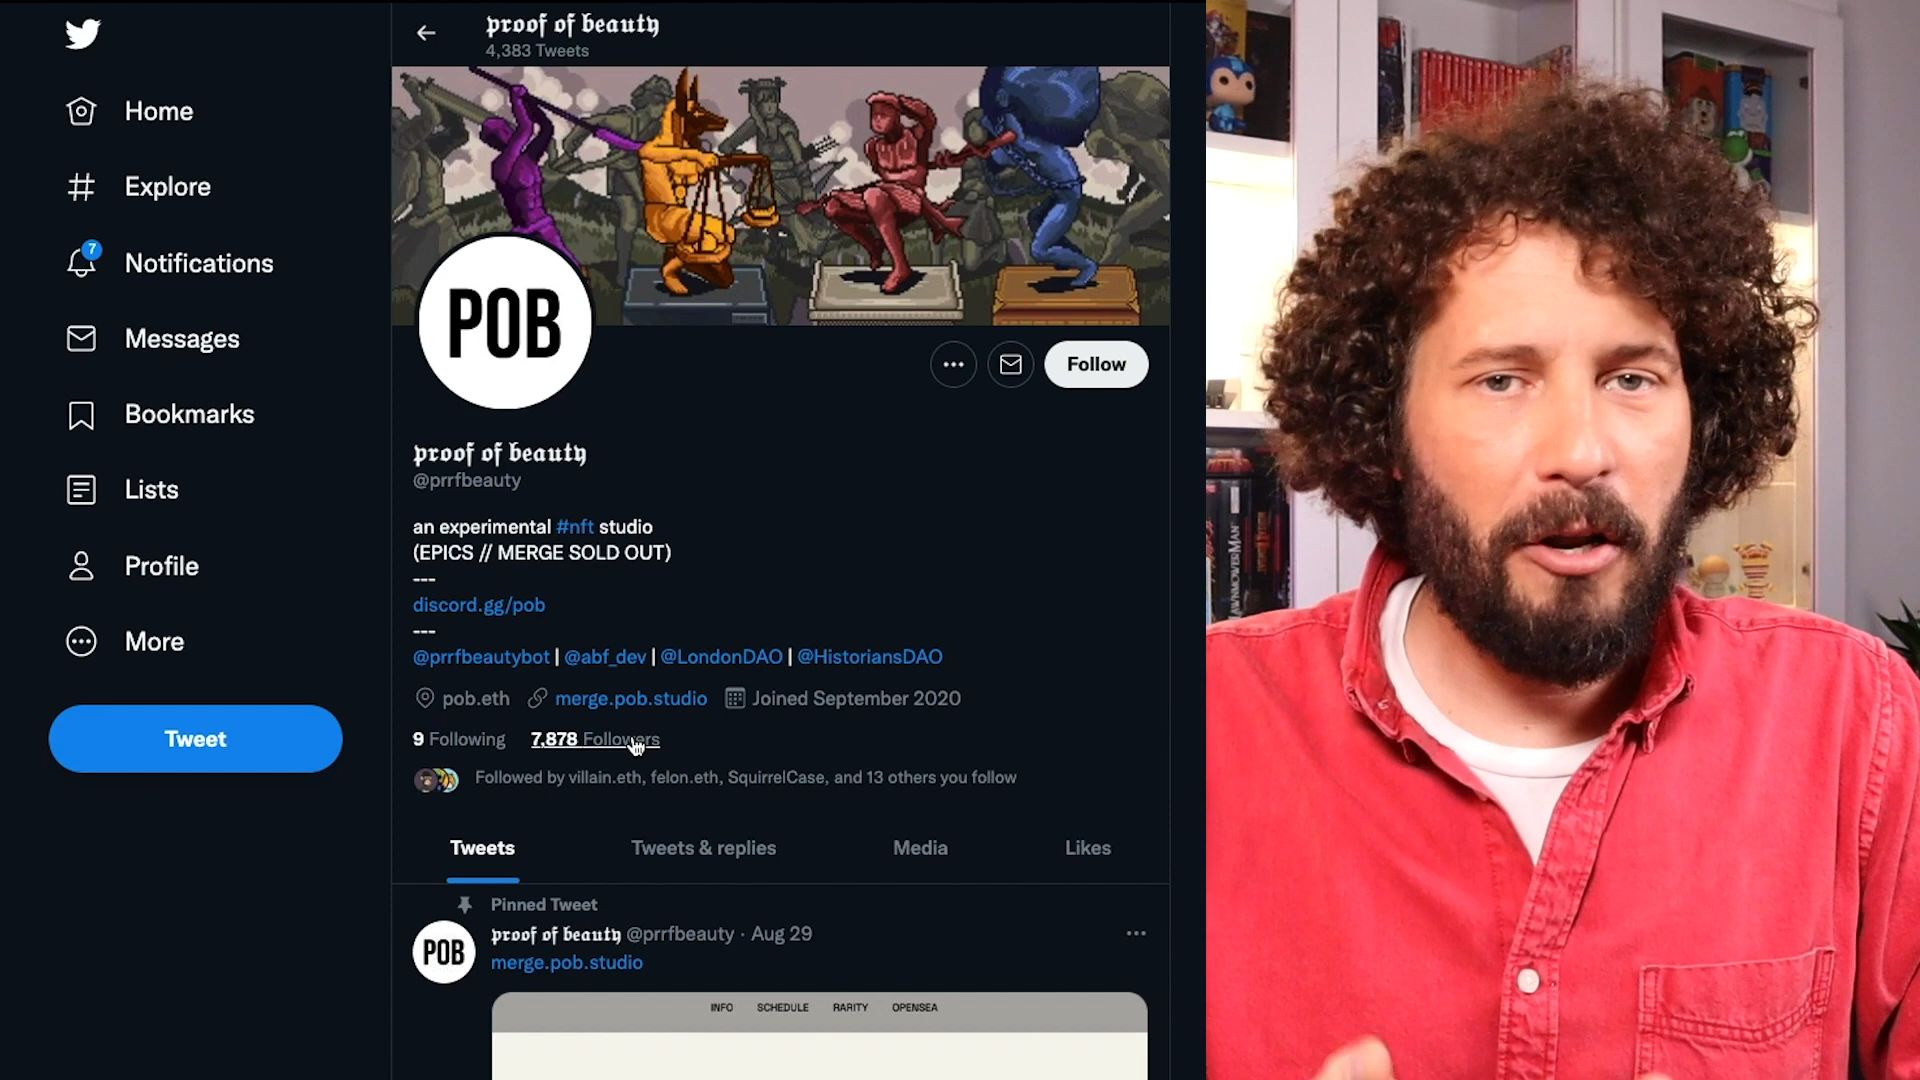 proof of beauty
4,383 Tweets
Home
Explore
7
Notifications
Messages
Bookmarks
Lists
Profile
More
Tweet
POB
Follow
proof of beauty
@prrfbeauty
an experimental #nft studio
(EPICS // MERGE SOLD OUT)
---
discord.gg/pob
---
@prrfbeautybot | @abf_dev | @LondonDAO | @HistoriansDAO
pob.eth merge.pob.studio Joined September 2020
9 Following 7,878 Followers
Followed by villain.eth, felon.eth, SquirrelCase, and 13 others you follow
Tweets Tweets & replies Media Likes
Pinned Tweet
POB
proof of beauty @prrfbeauty · Aug 29
merge.pob.studio
INFO SCHEDULE RARITY OPENSEA